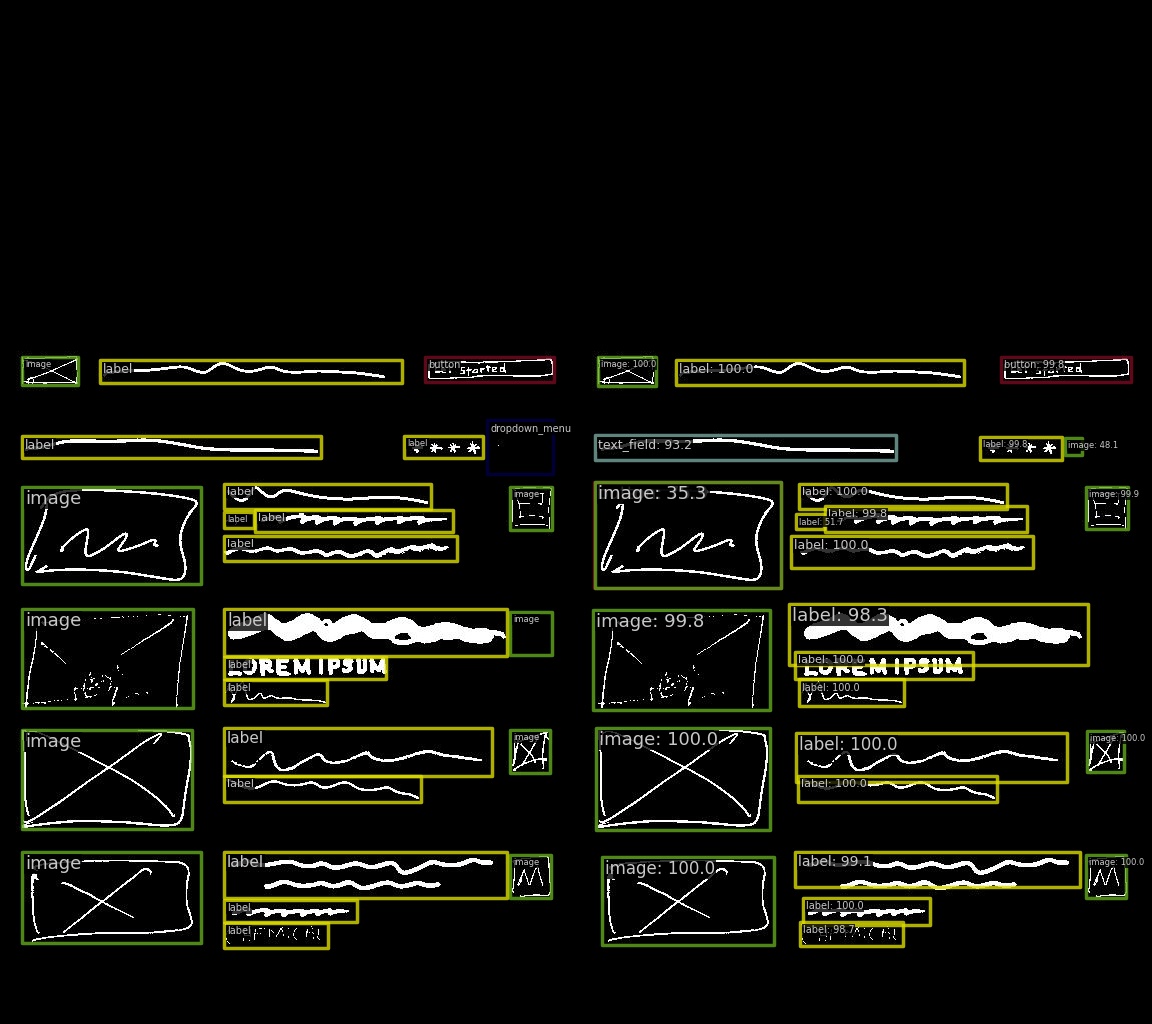 image label button Started image: 100.0 label: 100.0 button: 99.8
label label dropdown_menu text_field: 93.2 label: 99.8 image: 48.1
image label image image: 35.3 label: 100.0 image: 99.9
label label label: 51.7 label: 99.8
label label: 100.0
image label image image: 99.8 label: 98.3
label LOREM IPSUM label: 100.0 LOREM IPSUM
label label: 100.0
image label image image: 100.0 label: 100.0 image: 100.0
label label: 100.0
image label image image: 100.0 label: 99.1 image: 100.0
label label: 100.0
label label: 98.7